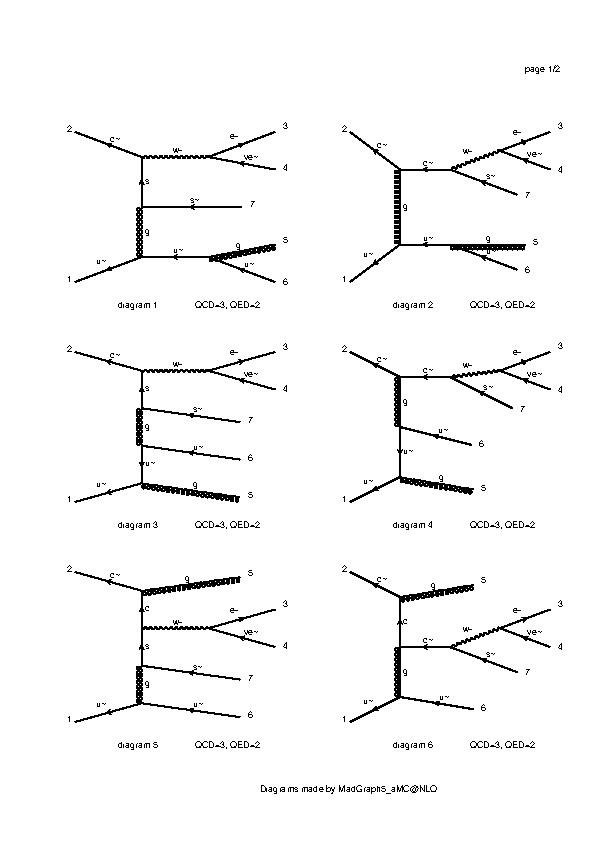 page 1/2
2 c~ w- e- 3 ve~ 4
s s~ 7
g g 5
1 u~ u~ u~ 6
diagram 1 QCD=3, QED=2
2 c~ c~ w- e- 3 ve~ 4
s~ 7
g g 5
1 u~ u~ u~ 6
diagram 2 QCD=3, QED=2
2 c~ w- e- 3 ve~ 4
s s~ 7
g u~ 6
u~ g 5
1 u~
diagram 3 QCD=3, QED=2
2 c~ c~ w- e- 3 ve~ 4
g s~ 7
u~ 6
u~ g 5
1 u~
diagram 4 QCD=3, QED=2
2 c~ g 5
c w- e- 3 ve~ 4
s s~ 7
g u~ 6
1 u~
diagram 5 QCD=3, QED=2
2 c~ g 5
c c~ w- e- 3 ve~ 4
g s~ 7
u~ 6
1 u~
diagram 6 QCD=3, QED=2
Diagrams made by MadGraph5_aMC@NLO